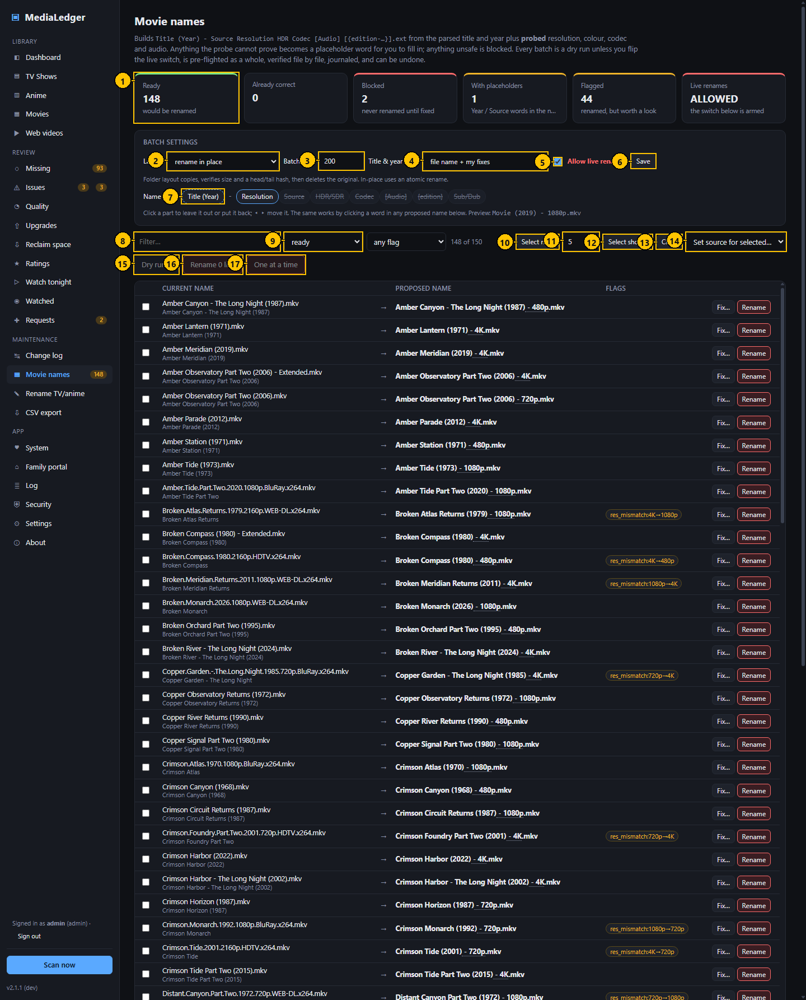 MediaLedger
LIBRARY
Dashboard
TV Shows
Anime
Movies
Web videos
REVIEW
Missing 93
Issues 3 3
Quality
Upgrades
Reclaim space
Ratings
Watch tonight
Watched
Requests 2
MAINTENANCE
Change log
Movie names 148
Rename TV/anime
CSV export
APP
System
Family portal
Log
Security
Settings
About
Signed in as admin (admin) ·
Sign out
Scan now
v2.1.1 (dev)
Movie names
Builds Title (Year) - Source Resolution HDR Codec [Audio] [{edition-…}].ext from the parsed title and year plus probed resolution, colour, codec
and audio. Anything the probe cannot prove becomes a placeholder word for you to fill in; anything unsafe is blocked. Every batch is a dry run unless you flip
the live switch, is pre-flighted as a whole, verified file by file, journaled, and can be undone.
1
Ready
148
would be renamed
Already correct
0
Blocked
2
never renamed until fixed
With placeholders
1
Year / Source words in the n...
Flagged
44
renamed, but worth a look
Live renames
ALLOWED
the switch below is armed
BATCH SETTINGS
2 rename in place Batch 3 200 Title & year 4 file name + my fixes 5 Allow live 6 Save
Folder layout copies, verifies size and a head/tail hash, then deletes the original. In-place uses an atomic rename.
Name 7 Title (Year) - Resolution Source HDR/SDR Codec [Audio] {edition} Sub/Dub
Click a part to leave it out or put it back; ◂ ▸ move it. The same works by clicking a word in any proposed name below. Preview: Movie (2019) - 1080p.mkv
8 Filter... 9 ready any flag 148 of 150 10 Select 11 5 12 Select 13 14 Set source for selected...
15 Dry 16 Rename 0 17 One at a time
CURRENT NAME PROPOSED NAME FLAGS
Amber Canyon - The Long Night (1987).mkv → Amber Canyon - The Long Night (1987) - 480p.mkv Fix... Rename
Amber Canyon - The Long Night (1987)
Amber Lantern (1971).mkv → Amber Lantern (1971) - 4K.mkv Fix... Rename
Amber Lantern (1971)
Amber Meridian (2019).mkv → Amber Meridian (2019) - 4K.mkv Fix... Rename
Amber Meridian (2019)
Amber Observatory Part Two (2006) - Extended.mkv → Amber Observatory Part Two (2006) - 4K.mkv Fix... Rename
Amber Observatory Part Two (2006)
Amber Observatory Part Two (2006).mkv → Amber Observatory Part Two (2006) - 720p.mkv Fix... Rename
Amber Observatory Part Two (2006)
Amber Parade (2012).mkv → Amber Parade (2012) - 4K.mkv Fix... Rename
Amber Parade (2012)
Amber Station (1971).mkv → Amber Station (1971) - 480p.mkv Fix... Rename
Amber Station (1971)
Amber Tide (1973).mkv → Amber Tide (1973) - 1080p.mkv Fix... Rename
Amber Tide (1973)
Amber.Tide.Part.Two.2020.1080p.BluRay.x264.mkv → Amber Tide Part Two (2020) - 1080p.mkv Fix... Rename
Amber Tide Part Two
Broken.Atlas.Returns.1979.2160p.WEB-DL.x264.mkv → Broken Atlas Returns (1979) - 1080p.mkv res_mismatch:4K→1080p Fix... Rename
Broken Atlas Returns
Broken Compass (1980) - Extended.mkv → Broken Compass (1980) - 4K.mkv Fix... Rename
Broken Compass (1980)
Broken.Compass.1980.2160p.HDTV.x264.mkv → Broken Compass (1980) - 480p.mkv res_mismatch:4K→480p Fix... Rename
Broken Compass
Broken.Meridian.Returns.2011.1080p.WEB-DL.x264.mkv → Broken Meridian Returns (2011) - 4K.mkv res_mismatch:1080p→4K Fix... Rename
Broken Meridian Returns
Broken.Monarch.2026.1080p.WEB-DL.x264.mkv → Broken Monarch (2026) - 1080p.mkv Fix... Rename
Broken Monarch
Broken Orchard Part Two (1995).mkv → Broken Orchard Part Two (1995) - 480p.mkv Fix... Rename
Broken Orchard Part Two (1995)
Broken River - The Long Night (2024).mkv → Broken River - The Long Night (2024) - 4K.mkv Fix... Rename
Broken River - The Long Night (2024)
Copper.Garden.-.The.Long.Night.1985.720p.BluRay.x264.mkv → Copper Garden - The Long Night (1985) - 4K.mkv res_mismatch:720p→4K Fix... Rename
Copper Garden - The Long Night
Copper Observatory Returns (1972).mkv → Copper Observatory Returns (1972) - 1080p.mkv Fix... Rename
Copper Observatory Returns (1972)
Copper River Returns (1990).mkv → Copper River Returns (1990) - 480p.mkv Fix... Rename
Copper River Returns (1990)
Copper Signal Part Two (1980).mkv → Copper Signal Part Two (1980) - 1080p.mkv Fix... Rename
Copper Signal Part Two (1980)
Crimson.Atlas.1970.1080p.BluRay.x264.mkv → Crimson Atlas (1970) - 1080p.mkv Fix... Rename
Crimson Atlas
Crimson Canyon (1968).mkv → Crimson Canyon (1968) - 480p.mkv Fix... Rename
Crimson Canyon (1968)
Crimson Circuit Returns (1987).mkv → Crimson Circuit Returns (1987) - 1080p.mkv Fix... Rename
Crimson Circuit Returns (1987)
Crimson.Foundry.Part.Two.2001.720p.HDTV.x264.mkv → Crimson Foundry Part Two (2001) - 4K.mkv res_mismatch:720p→4K Fix... Rename
Crimson Foundry Part Two
Crimson Harbor (2022).mkv → Crimson Harbor (2022) - 4K.mkv Fix... Rename
Crimson Harbor (2022)
Crimson Harbor - The Long Night (2002).mkv → Crimson Harbor - The Long Night (2002) - 4K.mkv Fix... Rename
Crimson Harbor - The Long Night (2002)
Crimson Horizon (1987).mkv → Crimson Horizon (1987) - 720p.mkv Fix... Rename
Crimson Horizon (1987)
Crimson.Monarch.1992.1080p.BluRay.x264.mkv → Crimson Monarch (1992) - 720p.mkv res_mismatch:1080p→720p Fix... Rename
Crimson Monarch
Crimson.Tide.2001.2160p.HDTV.x264.mkv → Crimson Tide (2001) - 720p.mkv res_mismatch:4K→720p Fix... Rename
Crimson Tide
Crimson Tide Part Two (2015).mkv → Crimson Tide Part Two (2015) - 4K.mkv Fix... Rename
Crimson Tide Part Two (2015)
Distant.Canyon.Part.Two.1972.720p.WEB-DL.x264.mkv → Distant Canyon Part Two (1972) - 1080p.mkv res_mismatch:720p→1080p Fix... Rename